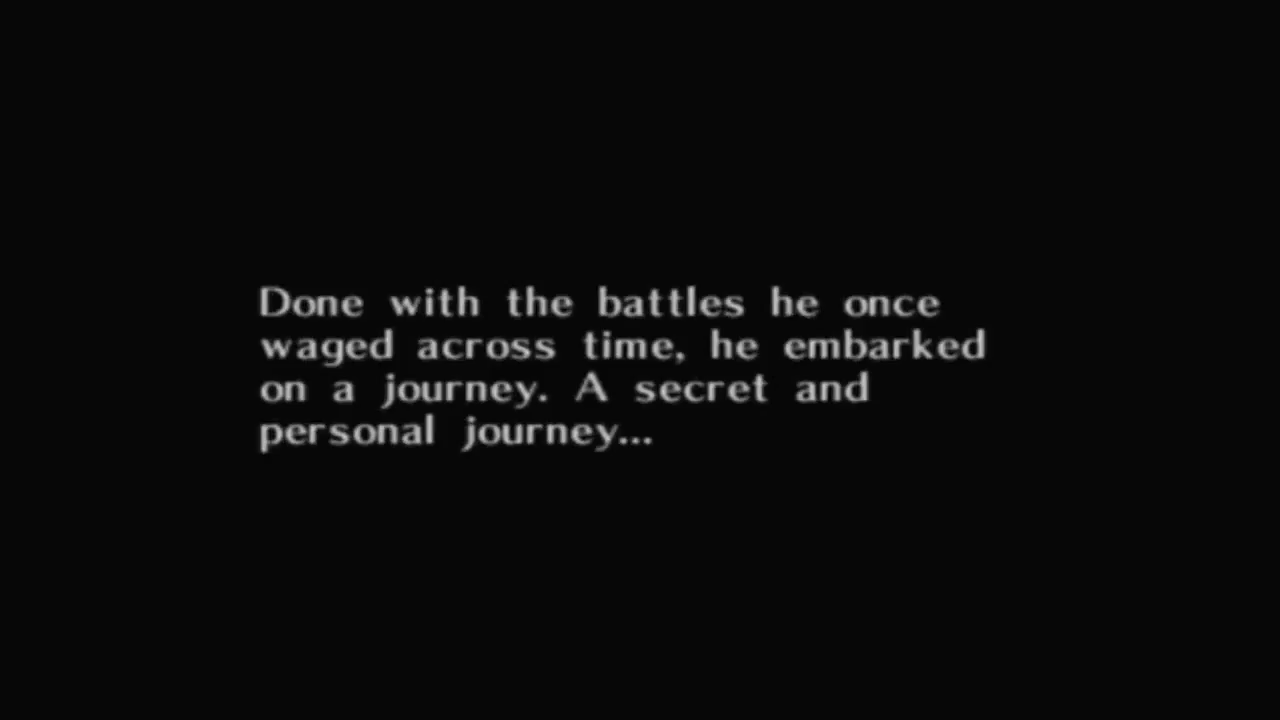 Done with the battles he once
waged across time, he embarked
on a journey. A secret and
personal journey...